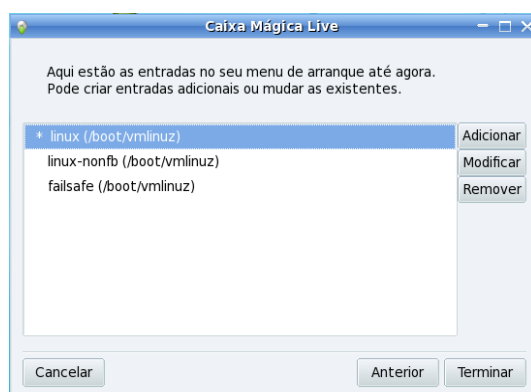 Caixa Mágica Live
Aqui estão as entradas no seu menu de arranque até agora.
Pode criar entradas adicionais ou mudar as existentes.
* linux (/boot/vmlinuz)
linux-nonfb (/boot/vmlinuz)
failsafe (/boot/vmlinuz)
Adicionar
Modificar
Remover
Cancelar
Anterior
Terminar